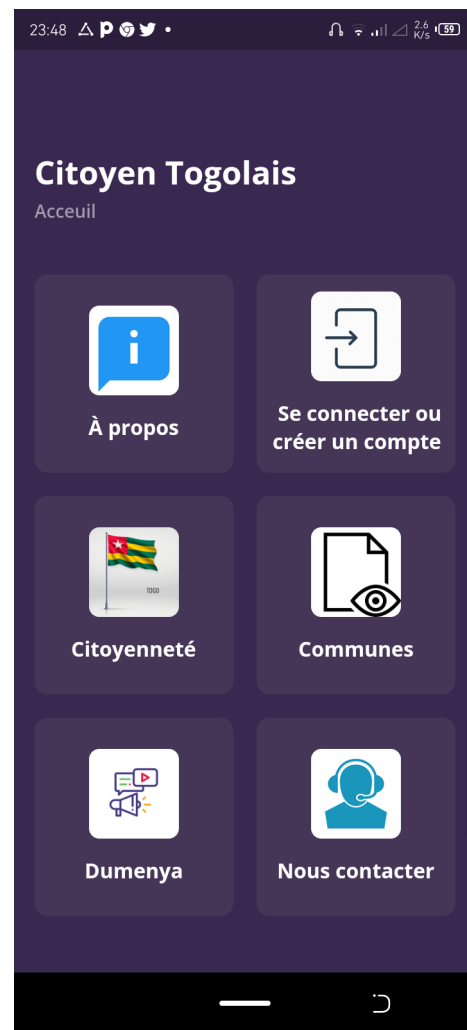 23:48
2.6
K/s
59
Citoyen Togolais
Acceuil
À propos
Se connecter ou
créer un compte
TOGO
Citoyenneté
Communes
Dumenya
Nous contacter